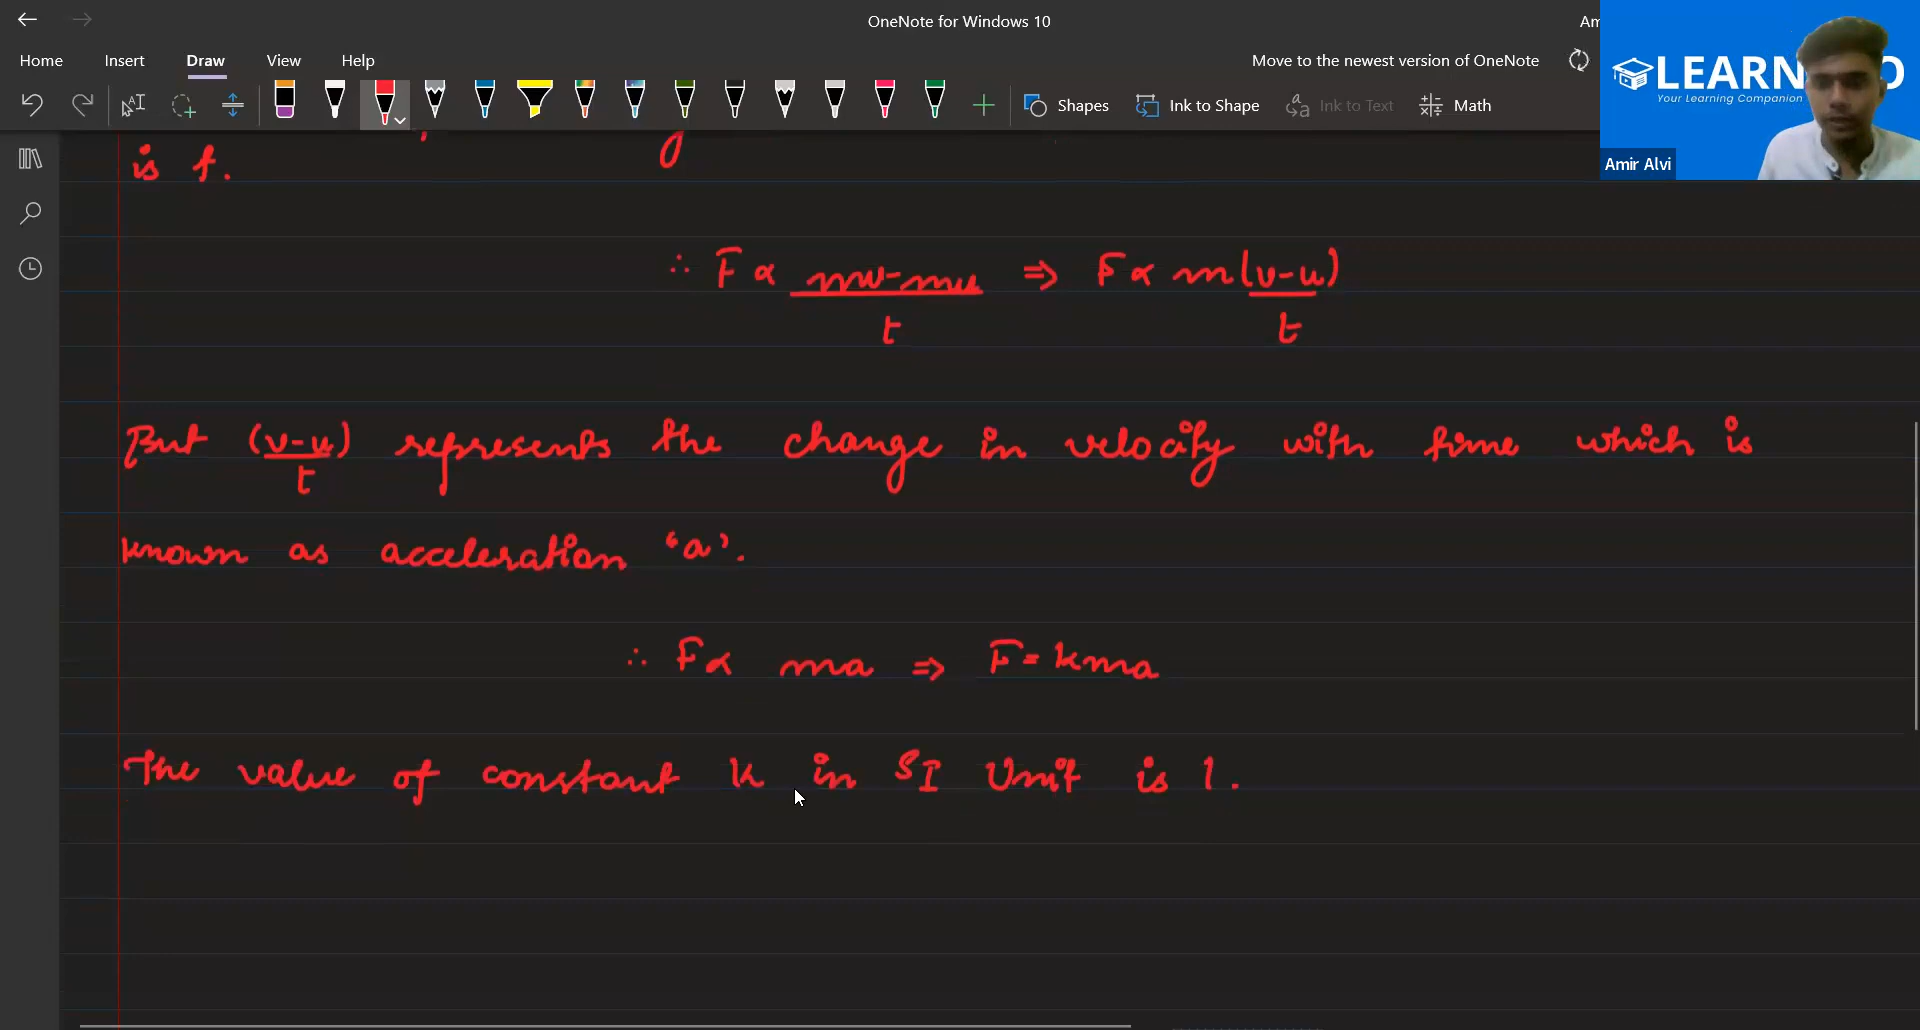 OneNote for Windows 10
Am
Home Insert Draw View Help
Move to the newest version of OneNote
LEARN O
Your Learning Companion
Shapes Ink to Shape Ink to Text Math
Amir Alvi
is t.
∴ F ∝ mv-mu / t ⇒ F ∝ m(v-u) / t
But (v-u)/t represents the change in velocity with time which is
known as acceleration 'a'.
∴ F ∝ ma ⇒ F = kma
The value of constant k in SI Unit is 1.